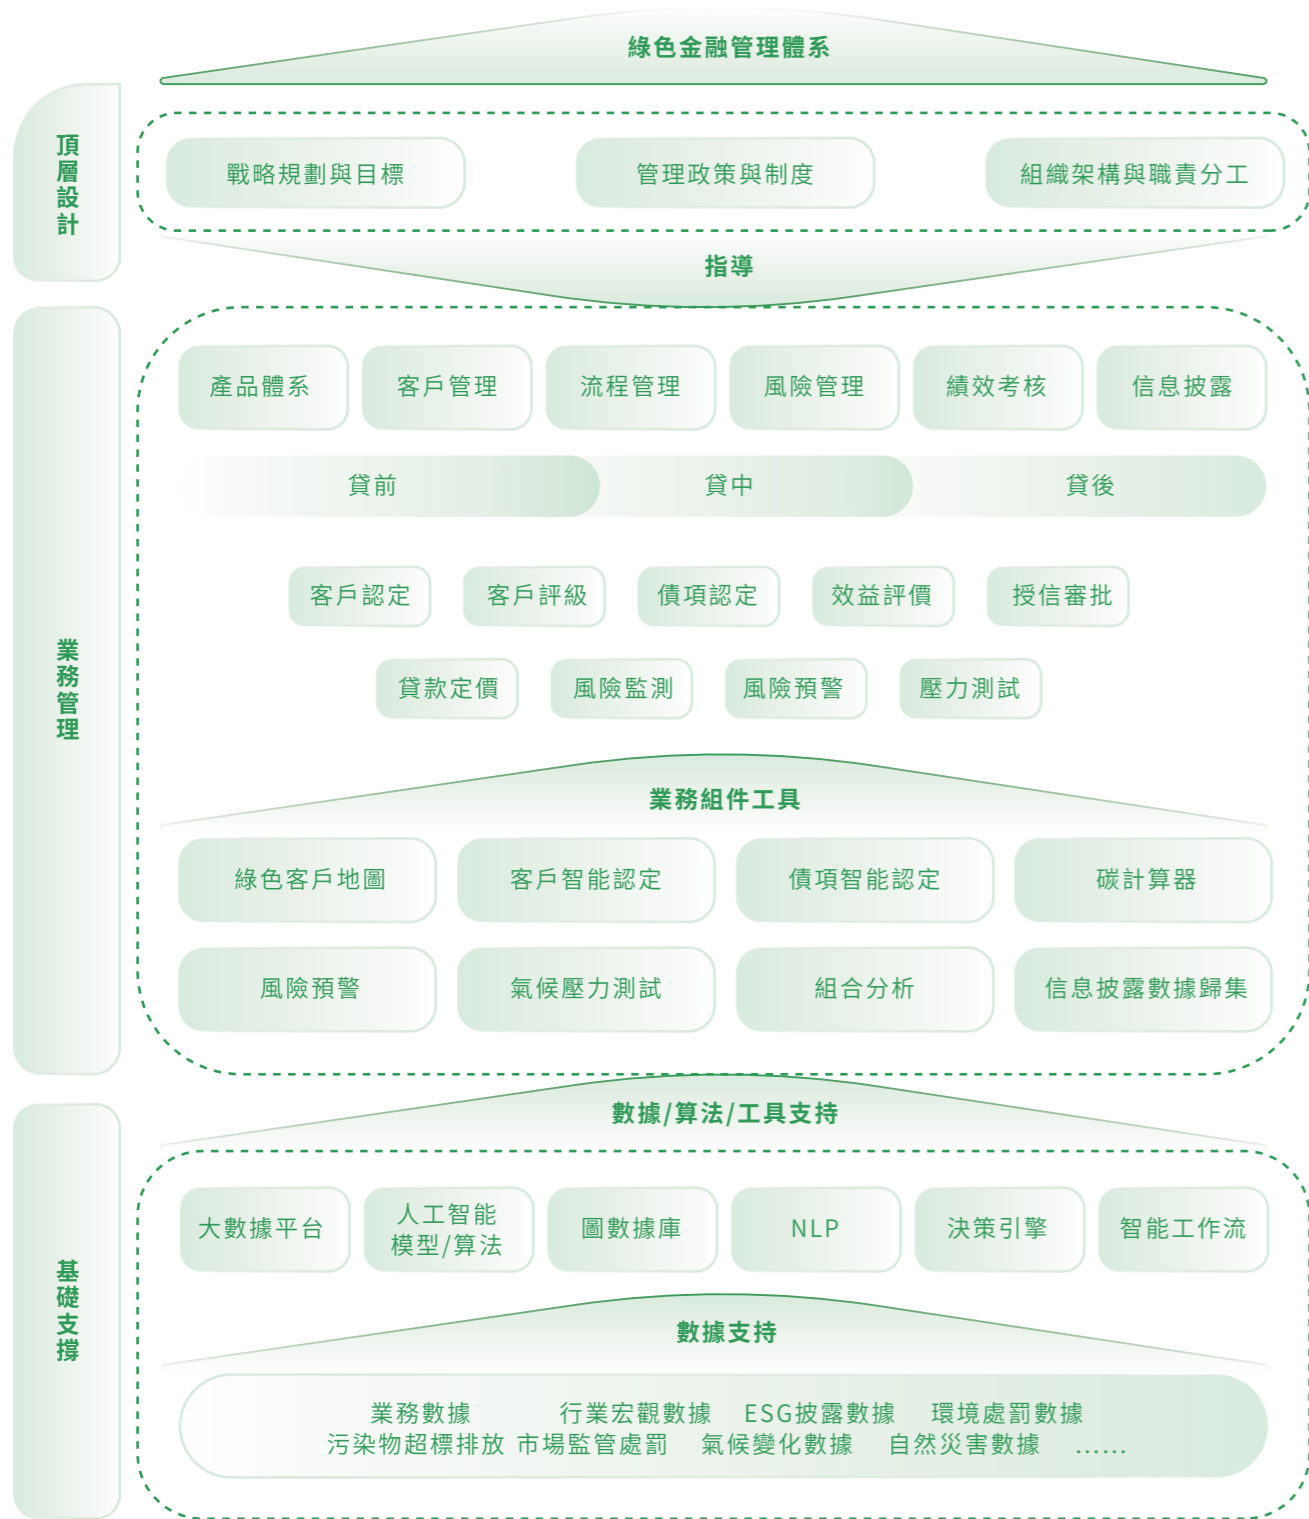 綠色金融管理體系
頂層設計
戰略規劃與目標
管理政策與制度
組織架構與職責分工
指導
業務管理
產品體系
客戶管理
流程管理
風險管理
績效考核
信息披露
貸前
貸中
貸後
客戶認定
客戶評級
債項認定
效益評價
授信審批
貸款定價
風險監測
風險預警
壓力測試
業務組件工具
綠色客戶地圖
客戶智能認定
債項智能認定
碳計算器
風險預警
氣候壓力測試
組合分析
信息披露數據歸集
數據/算法/工具支持
基礎支撐
大數據平台
人工智能
模型/算法
圖數據庫
NLP
決策引擎
智能工作流
數據支持
業務數據 行業宏觀數據 ESG披露數據 環境處罰數據
污染物超標排放 市場監管處罰 氣候變化數據 自然災害數據 ……